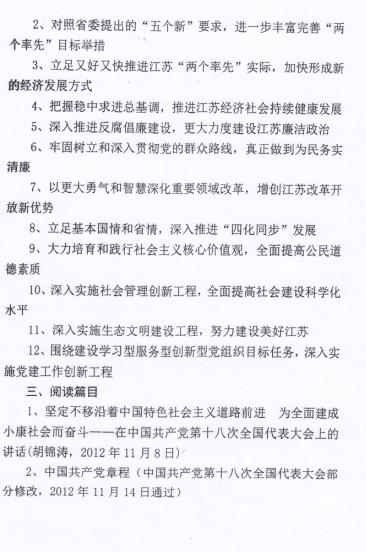 2、对照省委提出的“五个新”要求，进一步丰富完善“两
个率先”目标举措
3、立足又好又快推进江苏“两个率先”实际，加快形成新
的经济发展方式
4、把握稳中求进总基调，推进江苏经济社会持续健康发展
5、深入推进反腐倡廉建设，更大力度建设江苏廉洁政治
6、牢固树立和深入贯彻党的群众路线，真正做到为民务实
清廉
7、以更大勇气和智慧深化重要领域改革，增创江苏改革开
放新优势
8、立足基本国情和省情，深入推进“四化同步”发展
9、大力培育和践行社会主义核心价值观，全面提高公民道
德素质
10、深入实施社会管理创新工程，全面提高社会建设科学化
水平
11、深入实施生态文明建设工程，努力建设美好江苏
12、围绕建设学习型服务型创新型党组织目标任务，深入实
施党建工作创新工程
三、阅读篇目
1、坚定不移沿着中国特色社会主义道路前进　为全面建成
小康社会而奋斗——在中国共产党第十八次全国代表大会上的
讲话(胡锦涛，2012 年 11 月 8 日)
2、中国共产党章程（中国共产党第十八次全国代表大会部
分修改，2012 年 11 月 14 日通过）